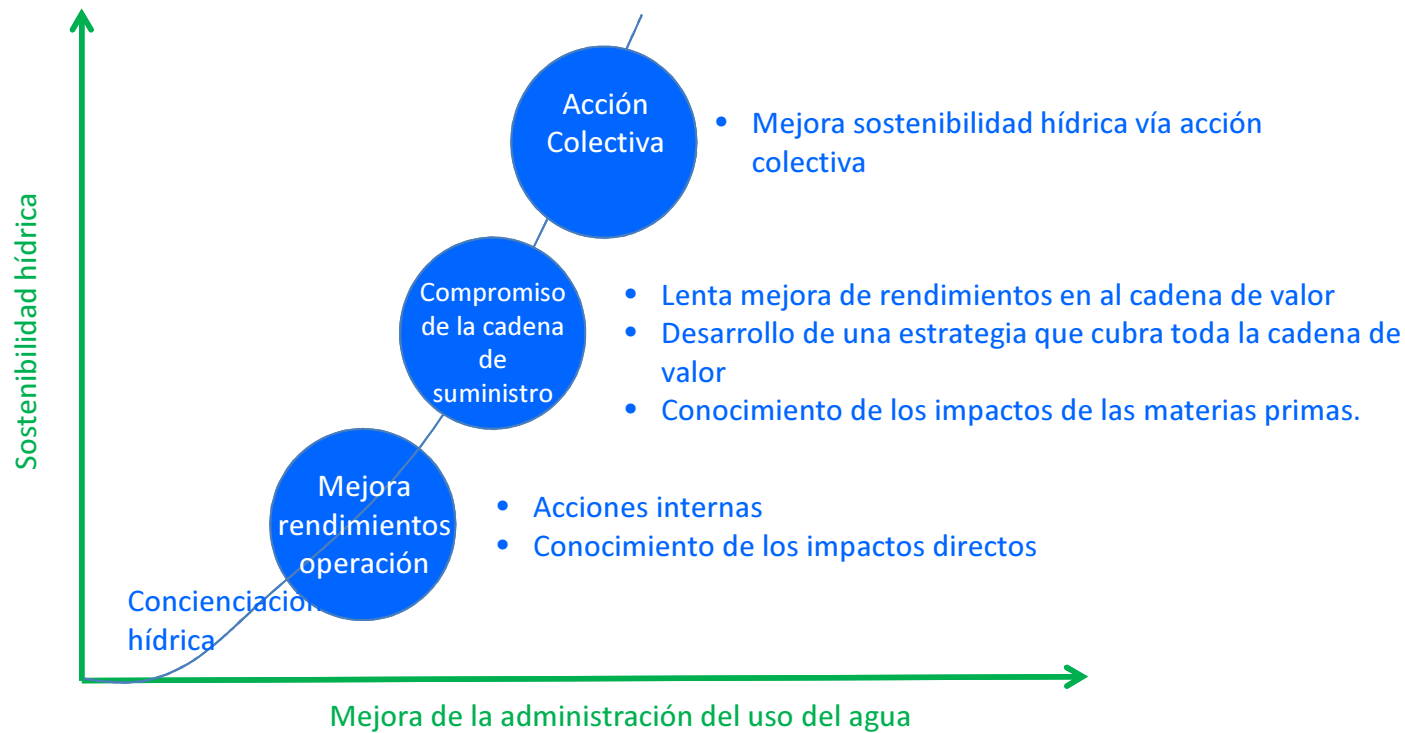 Sostenibilidad hídrica
Acción
Colectiva
• Mejora sostenibilidad hídrica vía acción
colectiva
Compromiso
de la cadena
de
suministro
• Lenta mejora de rendimientos en al cadena de valor
• Desarrollo de una estrategia que cubra toda la cadena de
valor
• Conocimiento de los impactos de las materias primas.
Mejora
rendimientos
operación
• Acciones internas
• Conocimiento de los impactos directos
Concienciación
hídrica
Mejora de la administración del uso del agua